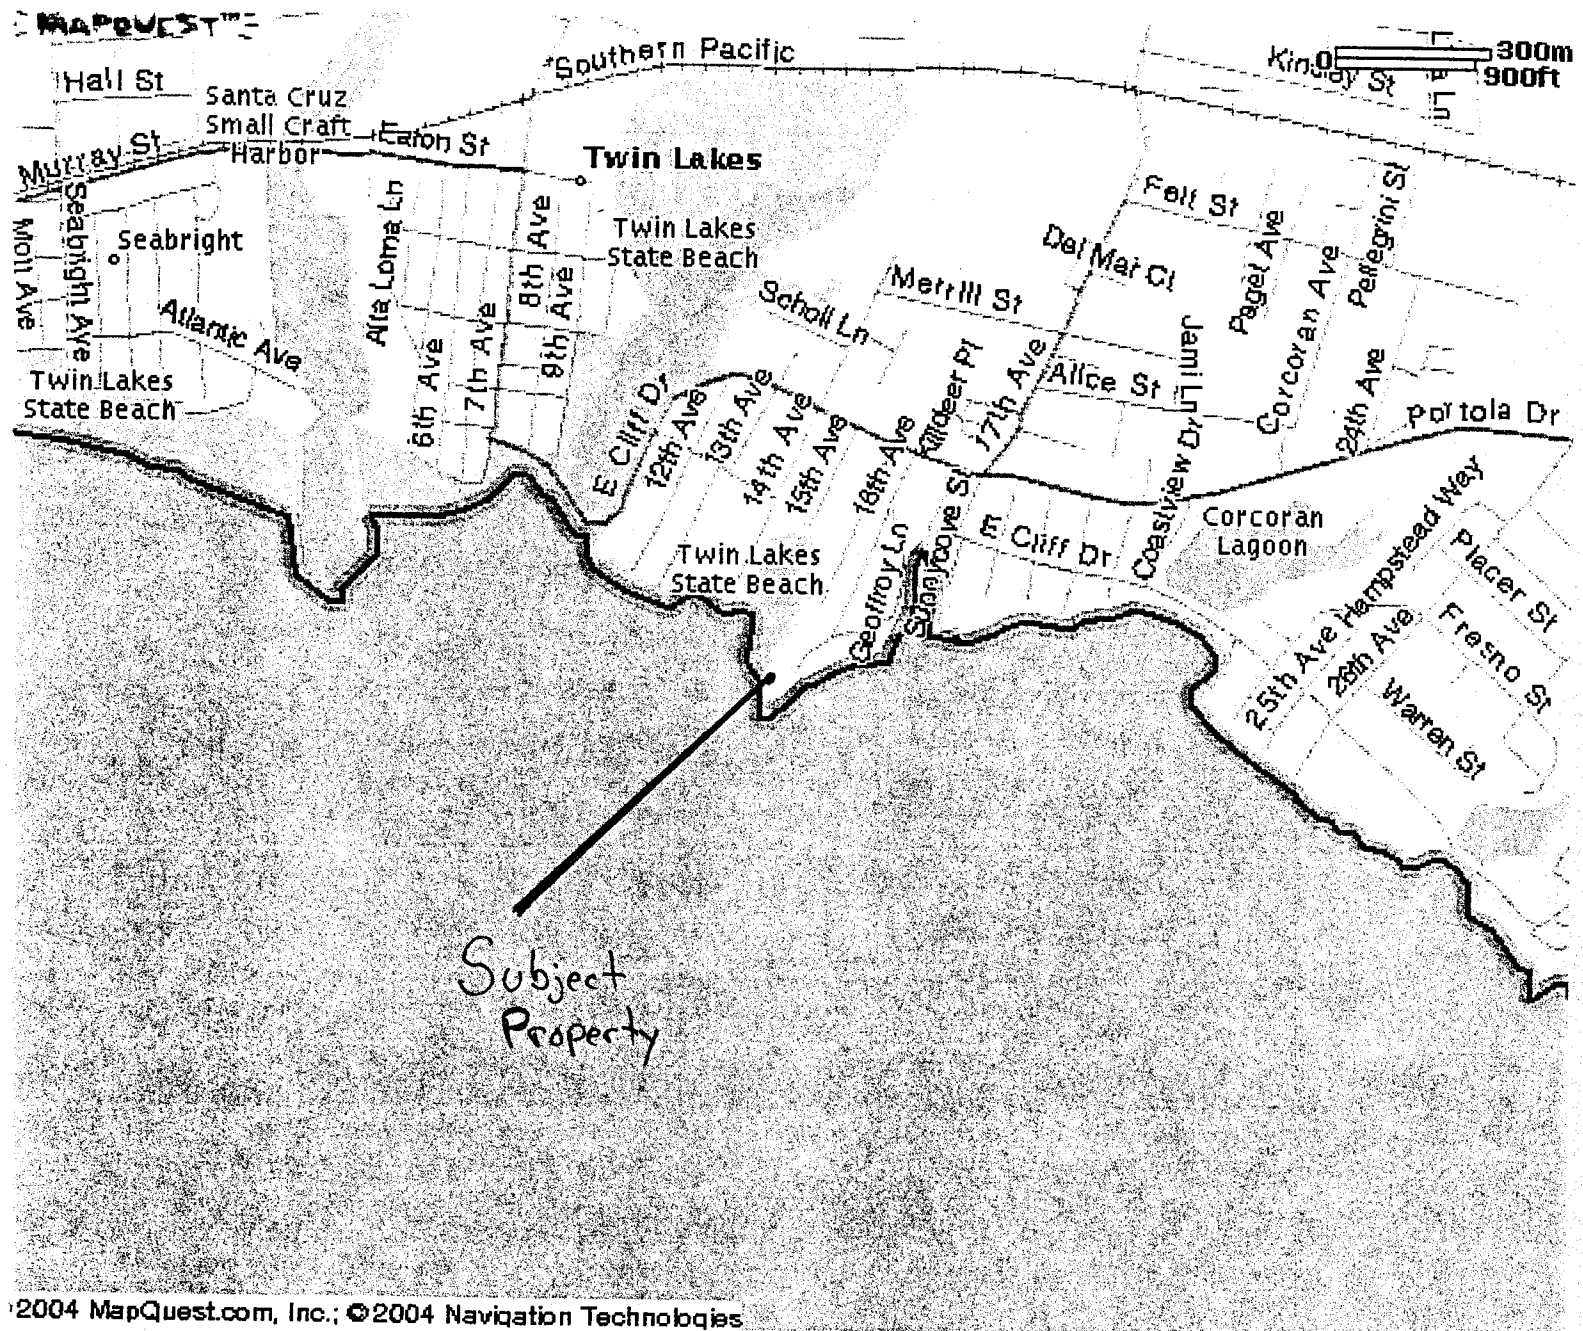 MAPQUEST™
Southern Pacific
Kinsley St
0 300m
900ft
Hall St
Santa Cruz
Small Craft
Harbor
Murray St
Eaton St
Twin Lakes
Seabright Ave
Mott Ave
Seabright
Alta Loma Ln
8th Ave
9th Ave
Twin Lakes
State Beach
Felt St
Del Mar Ct
Paget Ave
Corcoran Ave
Pellegrini St
Merrill St
Scholl Ln
Atlantic Ave
6th Ave
7th Ave
Jami Ln
Killdeer Pl
17th Ave
Alice St
24th Ave
Portola Dr
Twin Lakes
State Beach
E Cliff Dr
12th Ave
13th Ave
14th Ave
15th Ave
16th Ave
Coastview Dr
Corcoran
Lagoon
Hampstead Way
Placer St
E Cliff Dr
Twin Lakes
State Beach
Geoffroy Ln
Sunnycove St
25th Ave
26th Ave
Fresno St
Warren St
Subject
Property
2004 MapQuest.com, Inc.; ©2004 Navigation Technologies